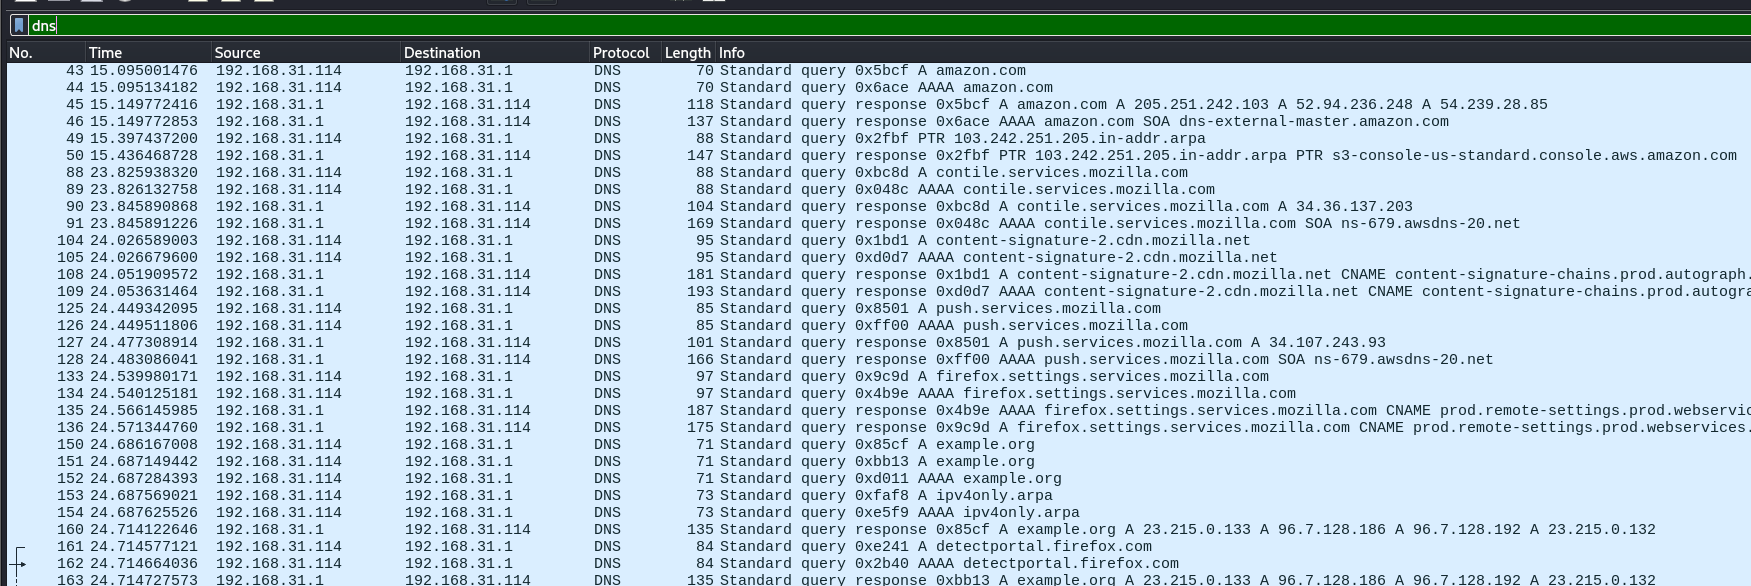 dns
No. Time Source Destination Protocol Length Info
43 15.095001476 192.168.31.114 192.168.31.1 DNS 70 Standard query 0x5bcf A amazon.com
44 15.095134182 192.168.31.114 192.168.31.1 DNS 70 Standard query 0x6ace AAAA amazon.com
45 15.149772416 192.168.31.1 192.168.31.114 DNS 118 Standard query response 0x5bcf A amazon.com A 205.251.242.103 A 52.94.236.248 A 54.239.28.85
46 15.149772853 192.168.31.1 192.168.31.114 DNS 137 Standard query response 0x6ace AAAA amazon.com SOA dns-external-master.amazon.com
49 15.397437200 192.168.31.114 192.168.31.1 DNS 88 Standard query 0x2fbf PTR 103.242.251.205.in-addr.arpa
50 15.436468728 192.168.31.1 192.168.31.114 DNS 147 Standard query response 0x2fbf PTR 103.242.251.205.in-addr.arpa PTR s3-console-us-standard.console.aws.amazon.com
88 23.825938320 192.168.31.114 192.168.31.1 DNS 88 Standard query 0xbc8d A contile.services.mozilla.com
89 23.826132758 192.168.31.114 192.168.31.1 DNS 88 Standard query 0x048c AAAA contile.services.mozilla.com
90 23.845890868 192.168.31.1 192.168.31.114 DNS 104 Standard query response 0xbc8d A contile.services.mozilla.com A 34.36.137.203
91 23.845891226 192.168.31.1 192.168.31.114 DNS 169 Standard query response 0x048c AAAA contile.services.mozilla.com SOA ns-679.awsdns-20.net
104 24.026589003 192.168.31.114 192.168.31.1 DNS 95 Standard query 0x1bd1 A content-signature-2.cdn.mozilla.net
105 24.026679600 192.168.31.114 192.168.31.1 DNS 95 Standard query 0xd0d7 AAAA content-signature-2.cdn.mozilla.net
108 24.051909572 192.168.31.1 192.168.31.114 DNS 181 Standard query response 0x1bd1 A content-signature-2.cdn.mozilla.net CNAME content-signature-chains.prod.autograph.
109 24.053631464 192.168.31.1 192.168.31.114 DNS 193 Standard query response 0xd0d7 AAAA content-signature-2.cdn.mozilla.net CNAME content-signature-chains.prod.autogra
125 24.449342095 192.168.31.114 192.168.31.1 DNS 85 Standard query 0x8501 A push.services.mozilla.com
126 24.449511806 192.168.31.114 192.168.31.1 DNS 85 Standard query 0xff00 AAAA push.services.mozilla.com
127 24.477308914 192.168.31.1 192.168.31.114 DNS 101 Standard query response 0x8501 A push.services.mozilla.com A 34.107.243.93
128 24.483086041 192.168.31.1 192.168.31.114 DNS 166 Standard query response 0xff00 AAAA push.services.mozilla.com SOA ns-679.awsdns-20.net
133 24.539980171 192.168.31.114 192.168.31.1 DNS 97 Standard query 0x9c9d A firefox.settings.services.mozilla.com
134 24.540125181 192.168.31.114 192.168.31.1 DNS 97 Standard query 0x4b9e AAAA firefox.settings.services.mozilla.com
135 24.566145985 192.168.31.1 192.168.31.114 DNS 187 Standard query response 0x4b9e AAAA firefox.settings.services.mozilla.com CNAME prod.remote-settings.prod.webservic
136 24.571344760 192.168.31.1 192.168.31.114 DNS 175 Standard query response 0x9c9d A firefox.settings.services.mozilla.com CNAME prod.remote-settings.prod.webservices.
150 24.686167008 192.168.31.114 192.168.31.1 DNS 71 Standard query 0x85cf A example.org
151 24.687149442 192.168.31.114 192.168.31.1 DNS 71 Standard query 0xbb13 A example.org
152 24.687284393 192.168.31.114 192.168.31.1 DNS 71 Standard query 0xd011 AAAA example.org
153 24.687569021 192.168.31.114 192.168.31.1 DNS 73 Standard query 0xfaf8 A ipv4only.arpa
154 24.687625526 192.168.31.114 192.168.31.1 DNS 73 Standard query 0xe5f9 AAAA ipv4only.arpa
160 24.714122646 192.168.31.1 192.168.31.114 DNS 135 Standard query response 0x85cf A example.org A 23.215.0.133 A 96.7.128.186 A 96.7.128.192 A 23.215.0.132
161 24.714577121 192.168.31.114 192.168.31.1 DNS 84 Standard query 0xe241 A detectportal.firefox.com
162 24.714664036 192.168.31.114 192.168.31.1 DNS 84 Standard query 0x2b40 AAAA detectportal.firefox.com
163 24.714727573 192.168.31.1 192.168.31.114 DNS 135 Standard query response 0xbb13 A example.org A 23.215.0.133 A 96.7.128.186 A 96.7.128.192 A 23.215.0.132